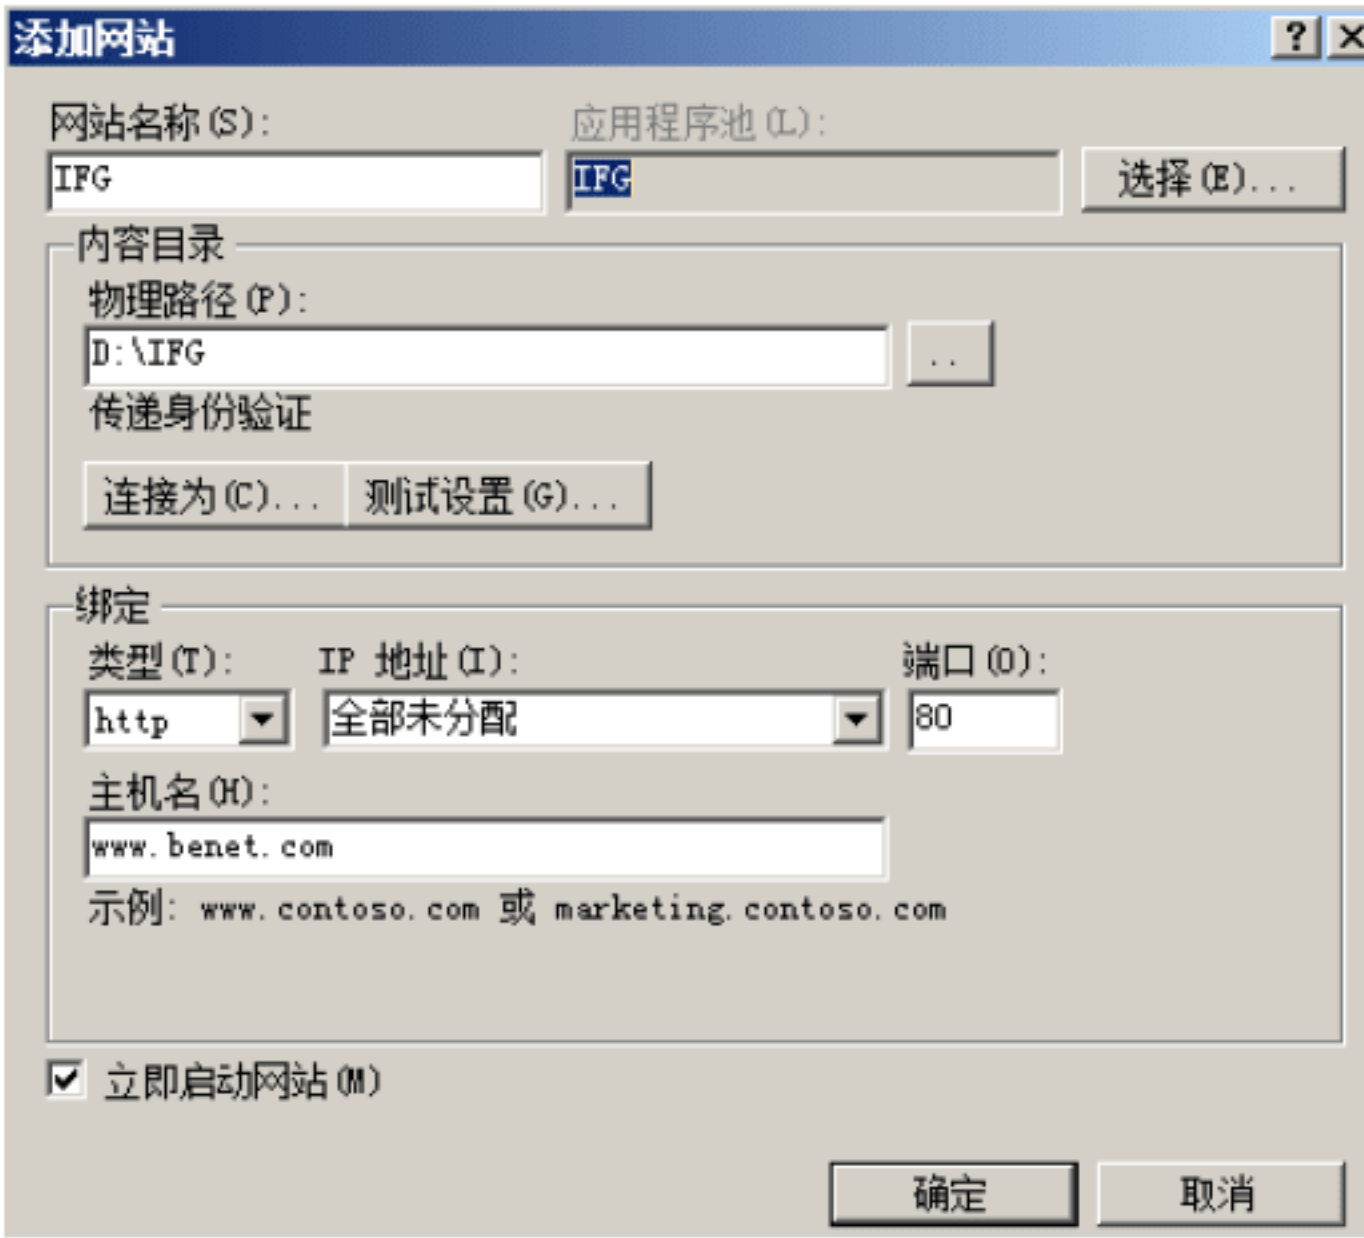 添加网站
网站名称(S): 应用程序池(L):
IFG IFG 选择(E)...
内容目录
物理路径(P):
D:\IFG ..
传递身份验证
连接为(C)... 测试设置(G)...
绑定
类型(T): IP 地址(I): 端口(O):
http 全部未分配 80
主机名(H):
www.benet.com
示例: www.contoso.com 或 marketing.contoso.com
立即启动网站(M)
确定 取消